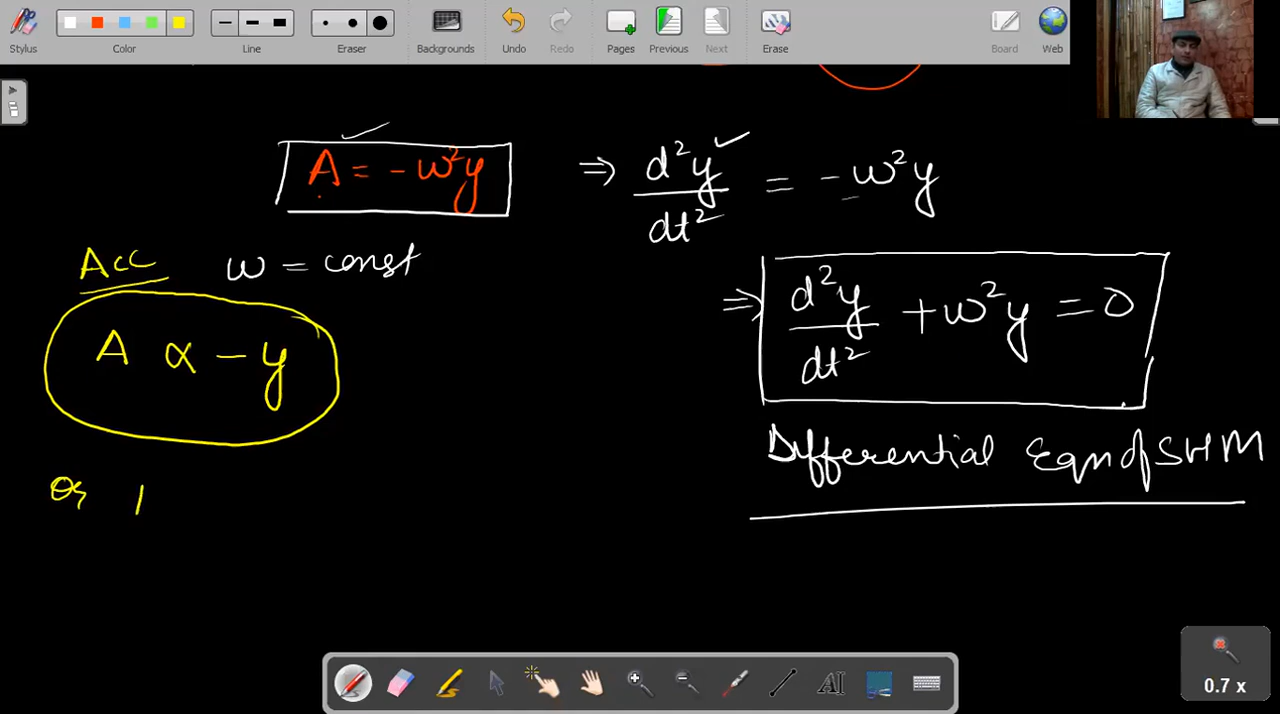 Stylus Color Line Eraser Backgrounds Undo Redo Pages Previous Next Erase Board Web
A = - ω²y ⇒ d²y/dt² = - ω²y
Acc ω = const
⇒ d²y/dt² + ω²y = 0
A α - y
Differential Eqn of SHM
or
0.7 x